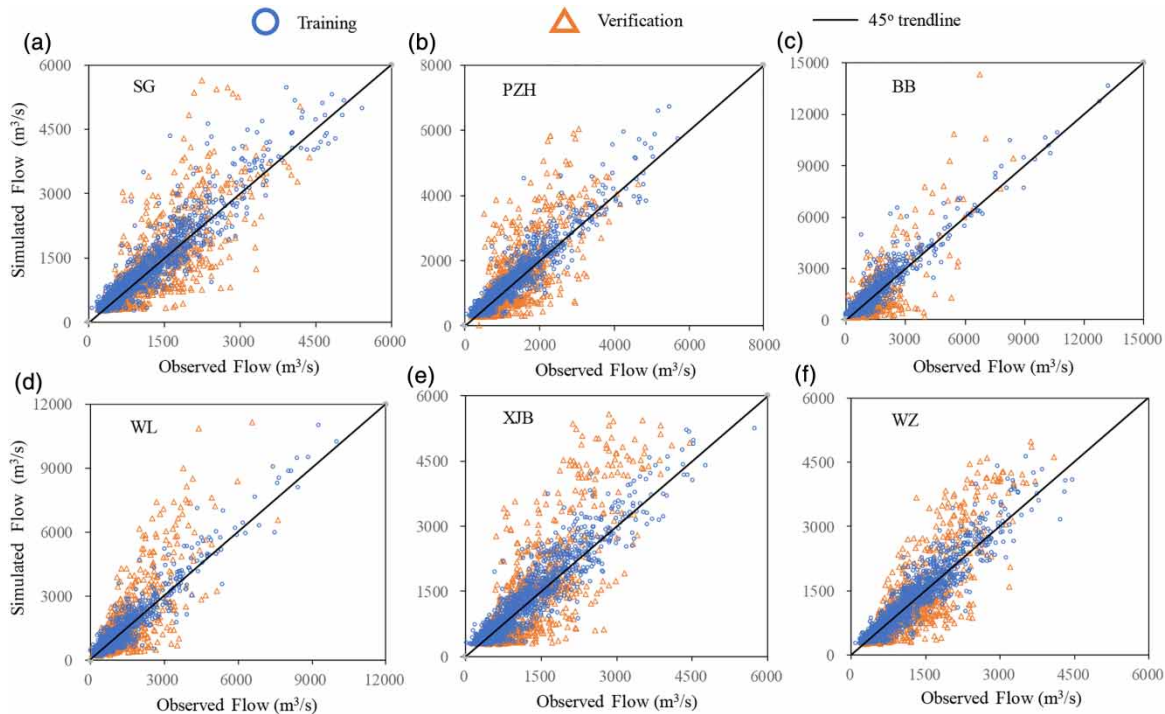 Training
Verification
45º trendline
(a)
6000
4500
3000
1500
0
0 1500 3000 4500 6000
SG
Simulated Flow (m³/s)
Observed Flow (m³/s)
(b)
8000
6000
4000
2000
0
0 2000 4000 6000 8000
PZH
Observed Flow (m³/s)
(c)
15000
12000
9000
6000
3000
0
0 3000 6000 9000 12000 15000
BB
Observed Flow (m³/s)
(d)
12000
9000
6000
3000
0
0 3000 6000 9000 12000
WL
Simulated Flow (m³/s)
Observed Flow (m³/s)
(e)
6000
4500
3000
1500
0
0 1500 3000 4500 6000
XJB
Observed Flow (m³/s)
(f)
6000
4500
3000
1500
0
0 1500 3000 4500 6000
WZ
Observed Flow (m³/s)